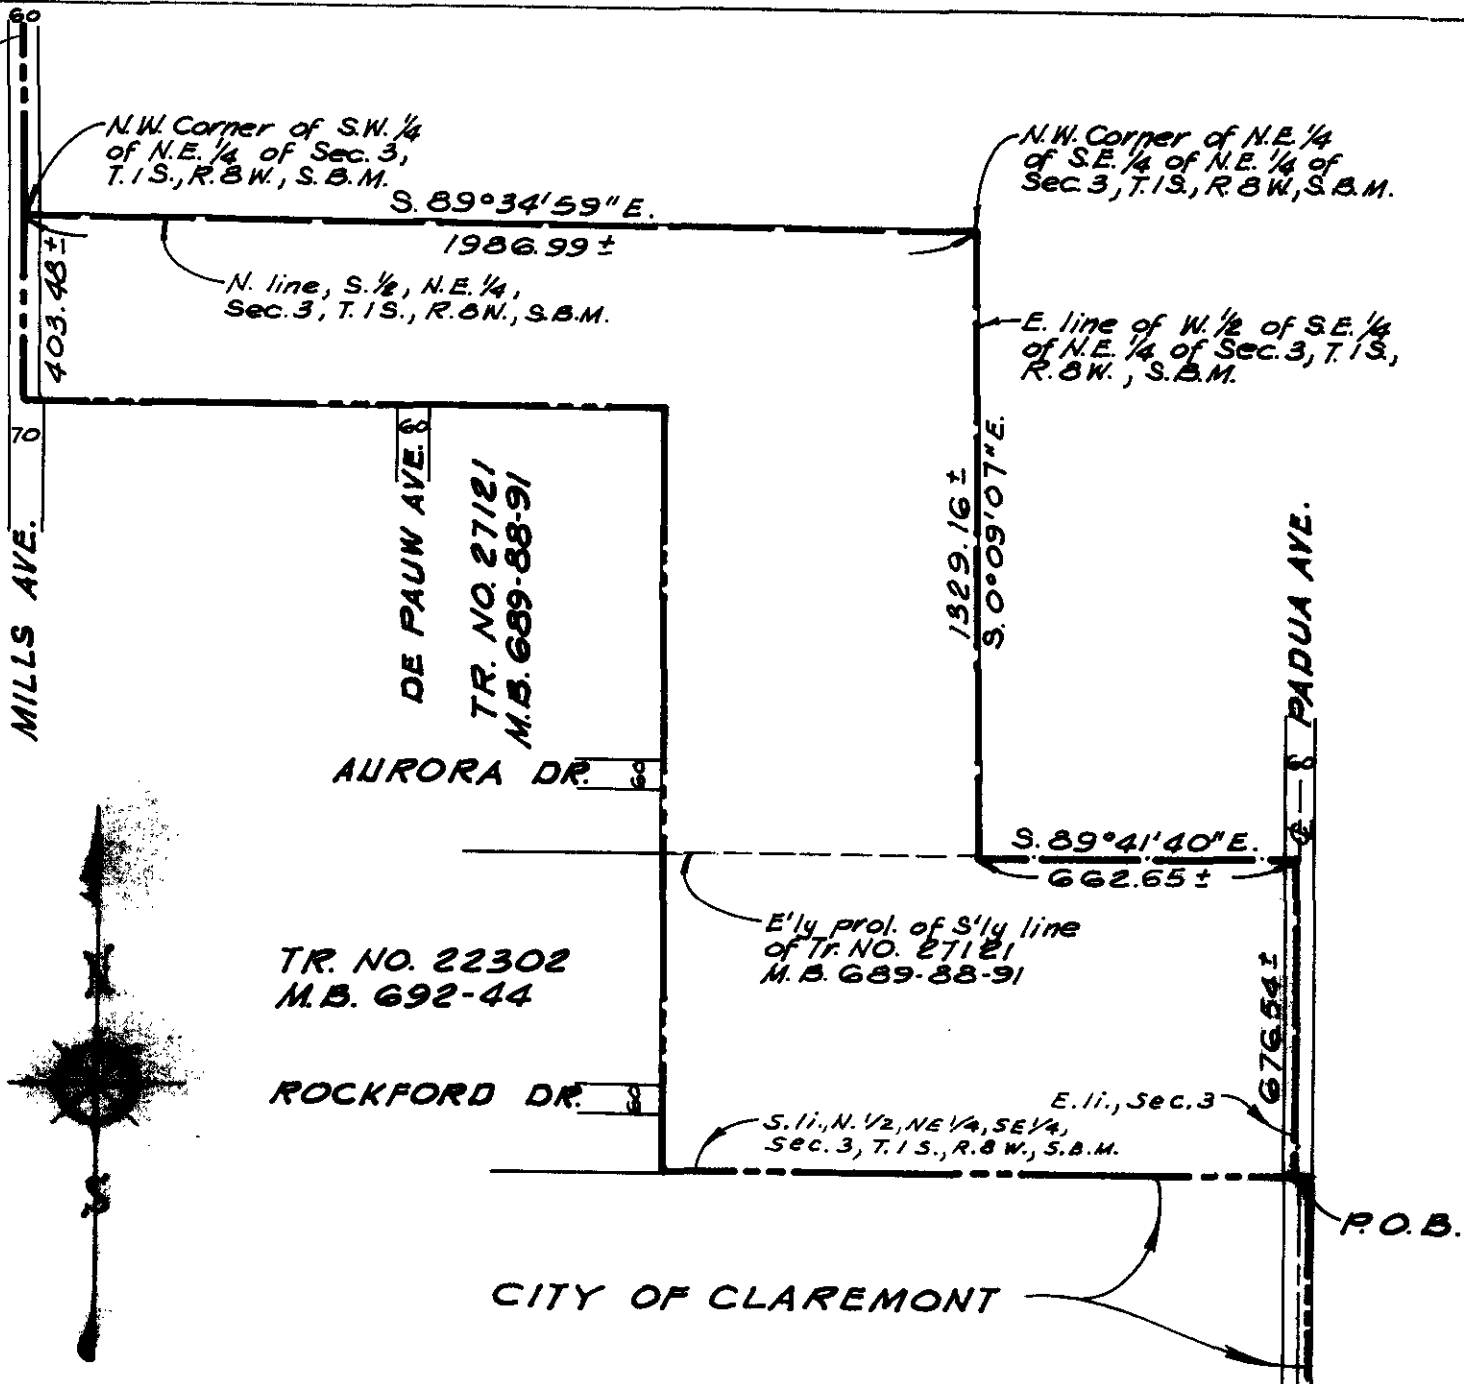 60
N.W. Corner of S.W. 1/4
of N.E. 1/4 of Sec. 3,
T. 1 S., R. 8 W., S.B.M.
N.W. Corner of N.E. 1/4
of S.E. 1/4 of N.E. 1/4 of
Sec. 3, T. 1 S., R. 8 W., S.B.M.
S. 89°34'59" E.
1986.99 ±
403.48 ±
N. line, S. 1/2, N.E. 1/4,
Sec. 3, T. 1 S., R. 8 W., S.B.M.
E. line of W. 1/2 of S.E. 1/4
of N.E. 1/4 of Sec. 3, T. 1 S.,
R. 8 W., S.B.M.
70
MILLS AVE.
60
DE PAUW AVE.
TR. NO. 27121
M.B. 689-88-91
1329.16 ±
S. 0°09'07" E.
PADUA AVE.
60
AURORA DR.
60
℄
S. 89°41'40" E.
662.65 ±
E'ly prol. of S'ly line
of Tr. NO. 27121
M.B. 689-88-91
TR. NO. 22302
M.B. 692-44
676.54 ±
ROCKFORD DR.
60
E. li., Sec. 3
S. li., N. 1/2, NE 1/4, SE 1/4,
Sec. 3, T. 1 S., R. 8 W., S.B.M.
P.O.B.
CITY OF CLAREMONT